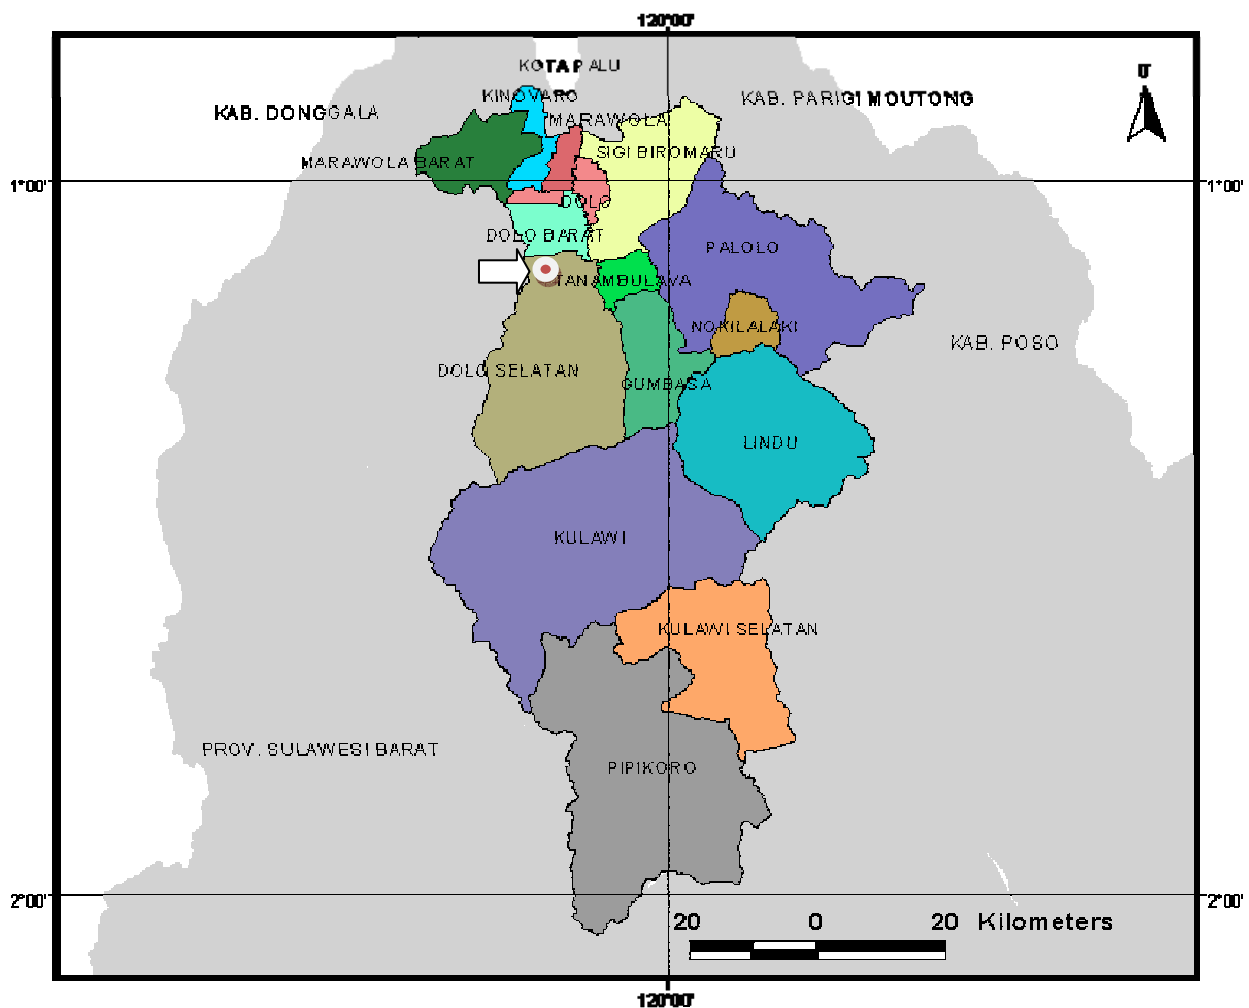 120°00'
KOTA PALU
KINOVARO
KAB. DONGGALA
KAB. PARIGI MOUTONG
U
MARAWOLA
MARAWOLA BARAT
SIGI BIROMARU
1°00'
1°00'
DOLO
DOLO BARAT
PALOLO
TANAMBULAVA
NOKILALAKI
KAB. POSO
DOLO SELATAN
GUMBASA
LINDU
KULAWI
KULAWI SELATAN
PROV. SULAWESI BARAT
PIPIKORO
2°00'
2°00'
20 0 20 Kilometers
120°00'